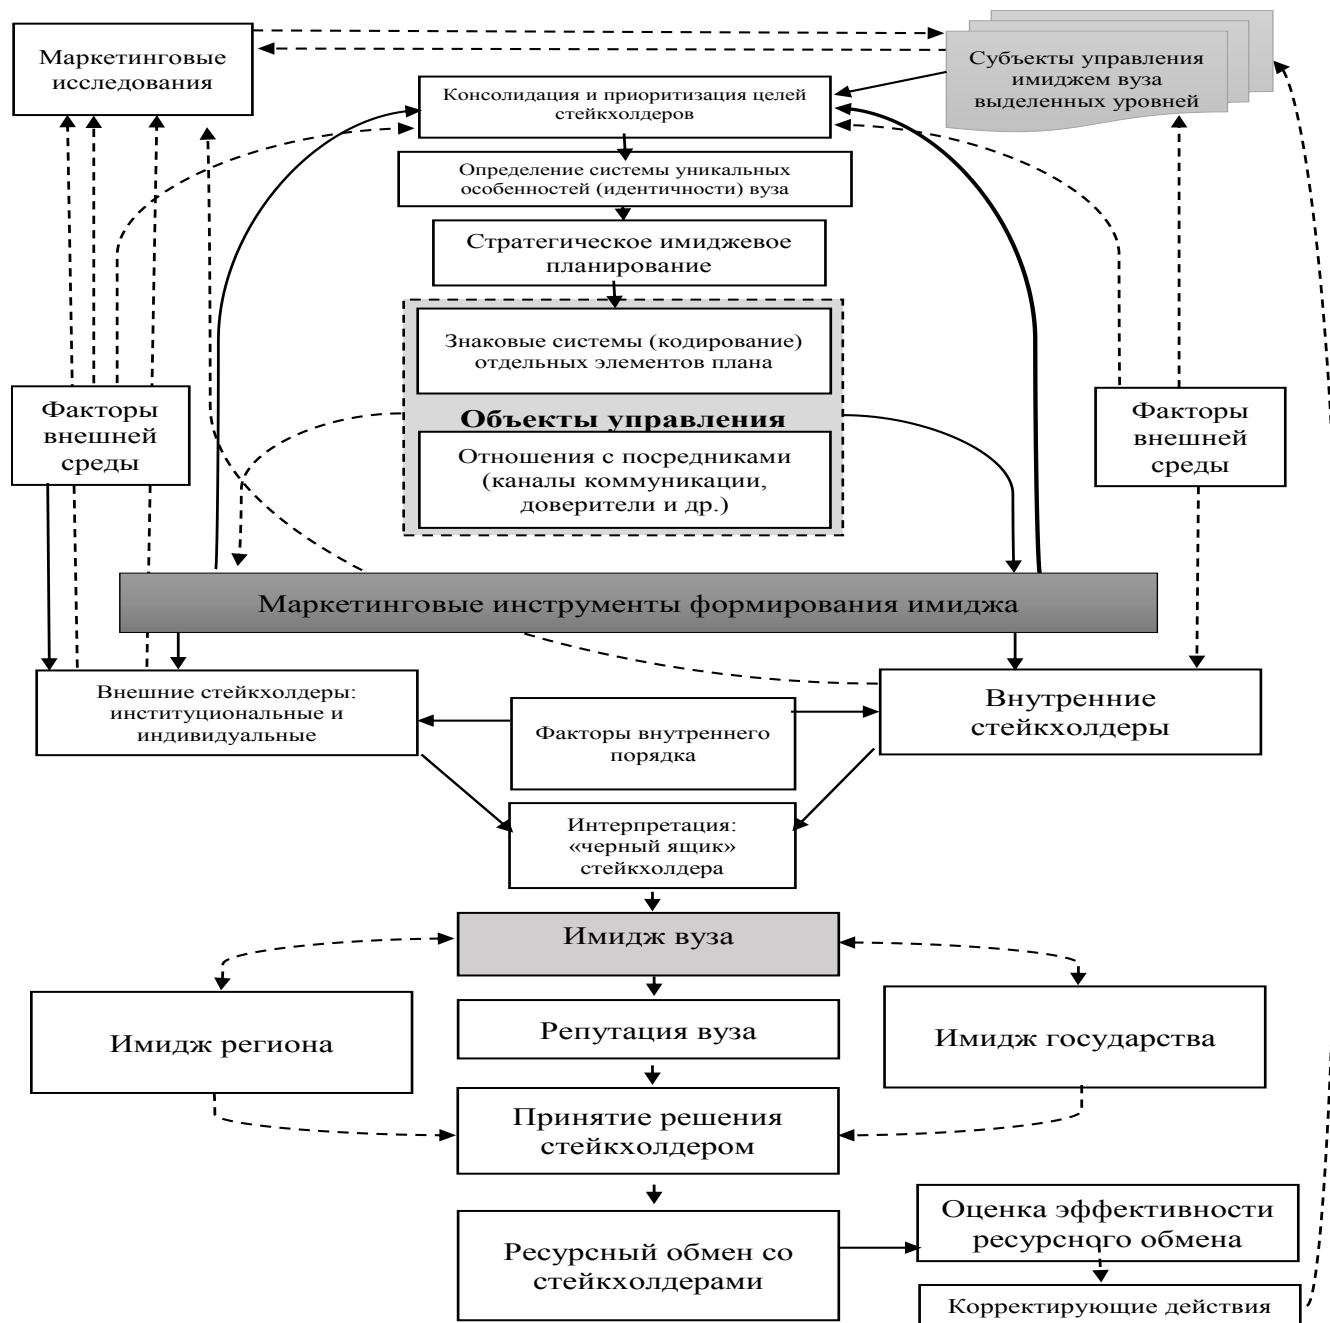 Маркетинговые
исследования
Субъекты управления
имиджем вуза
выделенных уровней
Консолидация и приоритизация целей
стейкхолдеров
Определение системы уникальных
особенностей (идентичности) вуза
Стратегическое имиджевое
планирование
Знаковые системы (кодирование)
отдельных элементов плана
Объекты управления
Отношения с посредниками
(каналы коммуникации,
доверители и др.)
Факторы
внешней
среды
Факторы
внешней
среды
Маркетинговые инструменты формирования имиджа
Внешние стейкхолдеры:
институциональные и
индивидуальные
Факторы внутреннего
порядка
Внутренние
стейкхолдеры
Интерпретация:
«черный ящик»
стейкхолдера
Имидж вуза
Имидж региона
Репутация вуза
Имидж государства
Принятие решения
стейкхолдером
Ресурсный обмен со
стейкхолдерами
Оценка эффективности
ресурсного обмена
Корректирующие действия